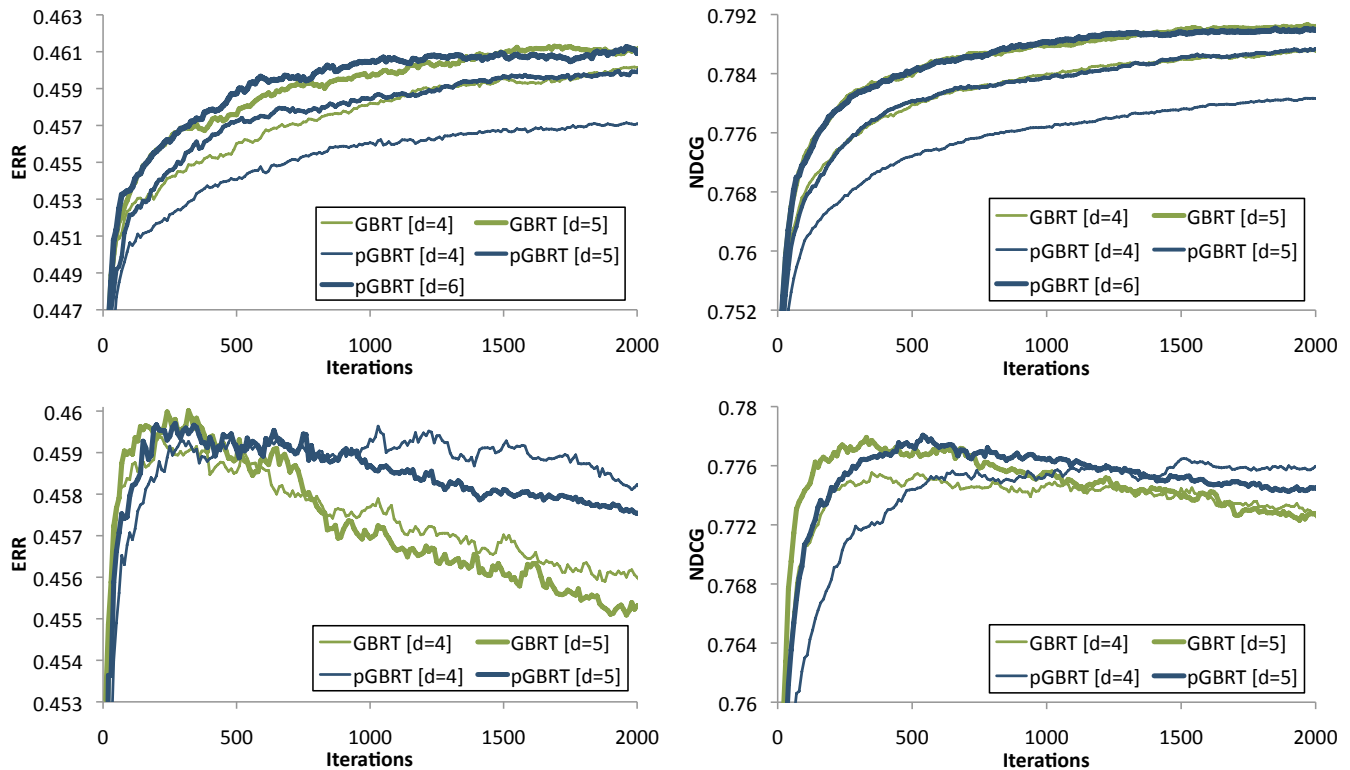 0.463
0.461
0.459
0.457
0.455
0.453
0.451
0.449
0.447
ERR
GBRT [d=4] GBRT [d=5]
pGBRT [d=4] pGBRT [d=5]
pGBRT [d=6]
0 500 1000 1500 2000
Iterations
0.792
0.784
0.776
0.768
0.76
0.752
NDCG
GBRT [d=4] GBRT [d=5]
pGBRT [d=4] pGBRT [d=5]
pGBRT [d=6]
0 500 1000 1500 2000
Iterations
0.46
0.459
0.458
0.457
0.456
0.455
0.454
0.453
ERR
GBRT [d=4] GBRT [d=5]
pGBRT [d=4] pGBRT [d=5]
0 500 1000 1500 2000
Iterations
0.78
0.776
0.772
0.768
0.764
0.76
NDCG
GBRT [d=4] GBRT [d=5]
pGBRT [d=4] pGBRT [d=5]
0 500 1000 1500 2000
Iterations